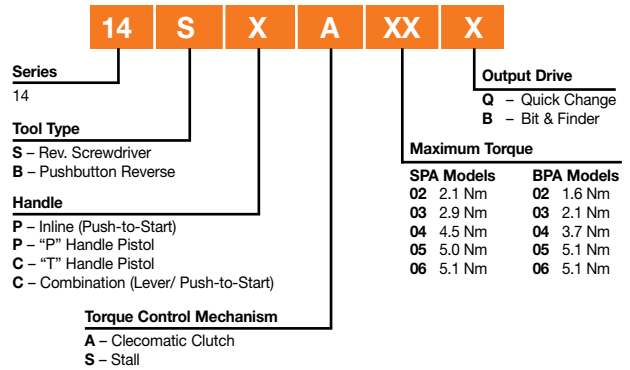 14 S X A XX X
Series
14
Tool Type
S – Rev. Screwdriver
B – Pushbutton Reverse
Handle
P – Inline (Push-to-Start)
P – “P” Handle Pistol
C – “T” Handle Pistol
C – Combination (Lever/ Push-to-Start)
Torque Control Mechanism
A – Clecomatic Clutch
S – Stall
Output Drive
Q – Quick Change
B – Bit & Finder
Maximum Torque
SPA Models BPA Models
02 2.1 Nm 02 1.6 Nm
03 2.9 Nm 03 2.1 Nm
04 4.5 Nm 04 3.7 Nm
05 5.0 Nm 05 5.1 Nm
06 5.1 Nm 06 5.1 Nm